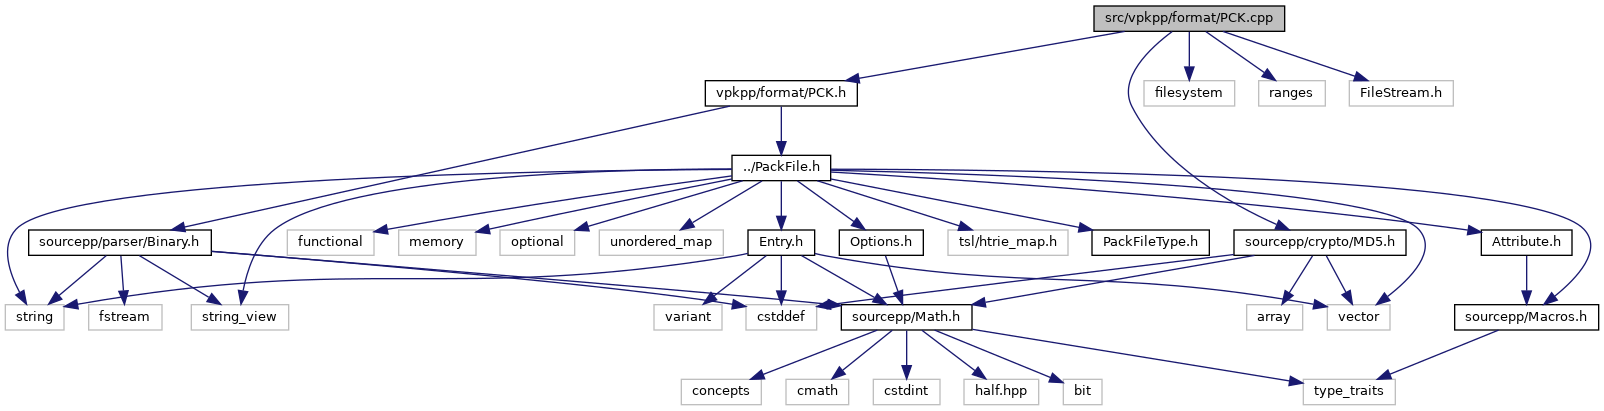 src/vpkpp/format/PCK.cpp
vpkpp/format/PCK.h
filesystem
ranges
FileStream.h
../PackFile.h
sourcepp/parser/Binary.h
functional
memory
optional
unordered_map
Entry.h
Options.h
tsl/htrie_map.h
PackFileType.h
sourcepp/crypto/MD5.h
Attribute.h
string
fstream
string_view
variant
cstddef
sourcepp/Math.h
array
vector
sourcepp/Macros.h
concepts
cmath
cstdint
half.hpp
bit
type_traits